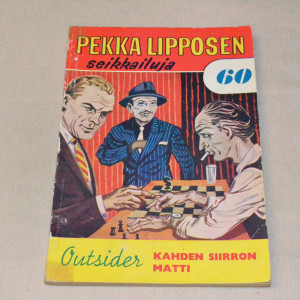 PEKKA LIPPOSEN
seikkailuja
60
Outsider
KAHDEN SIIRRON
MATTI